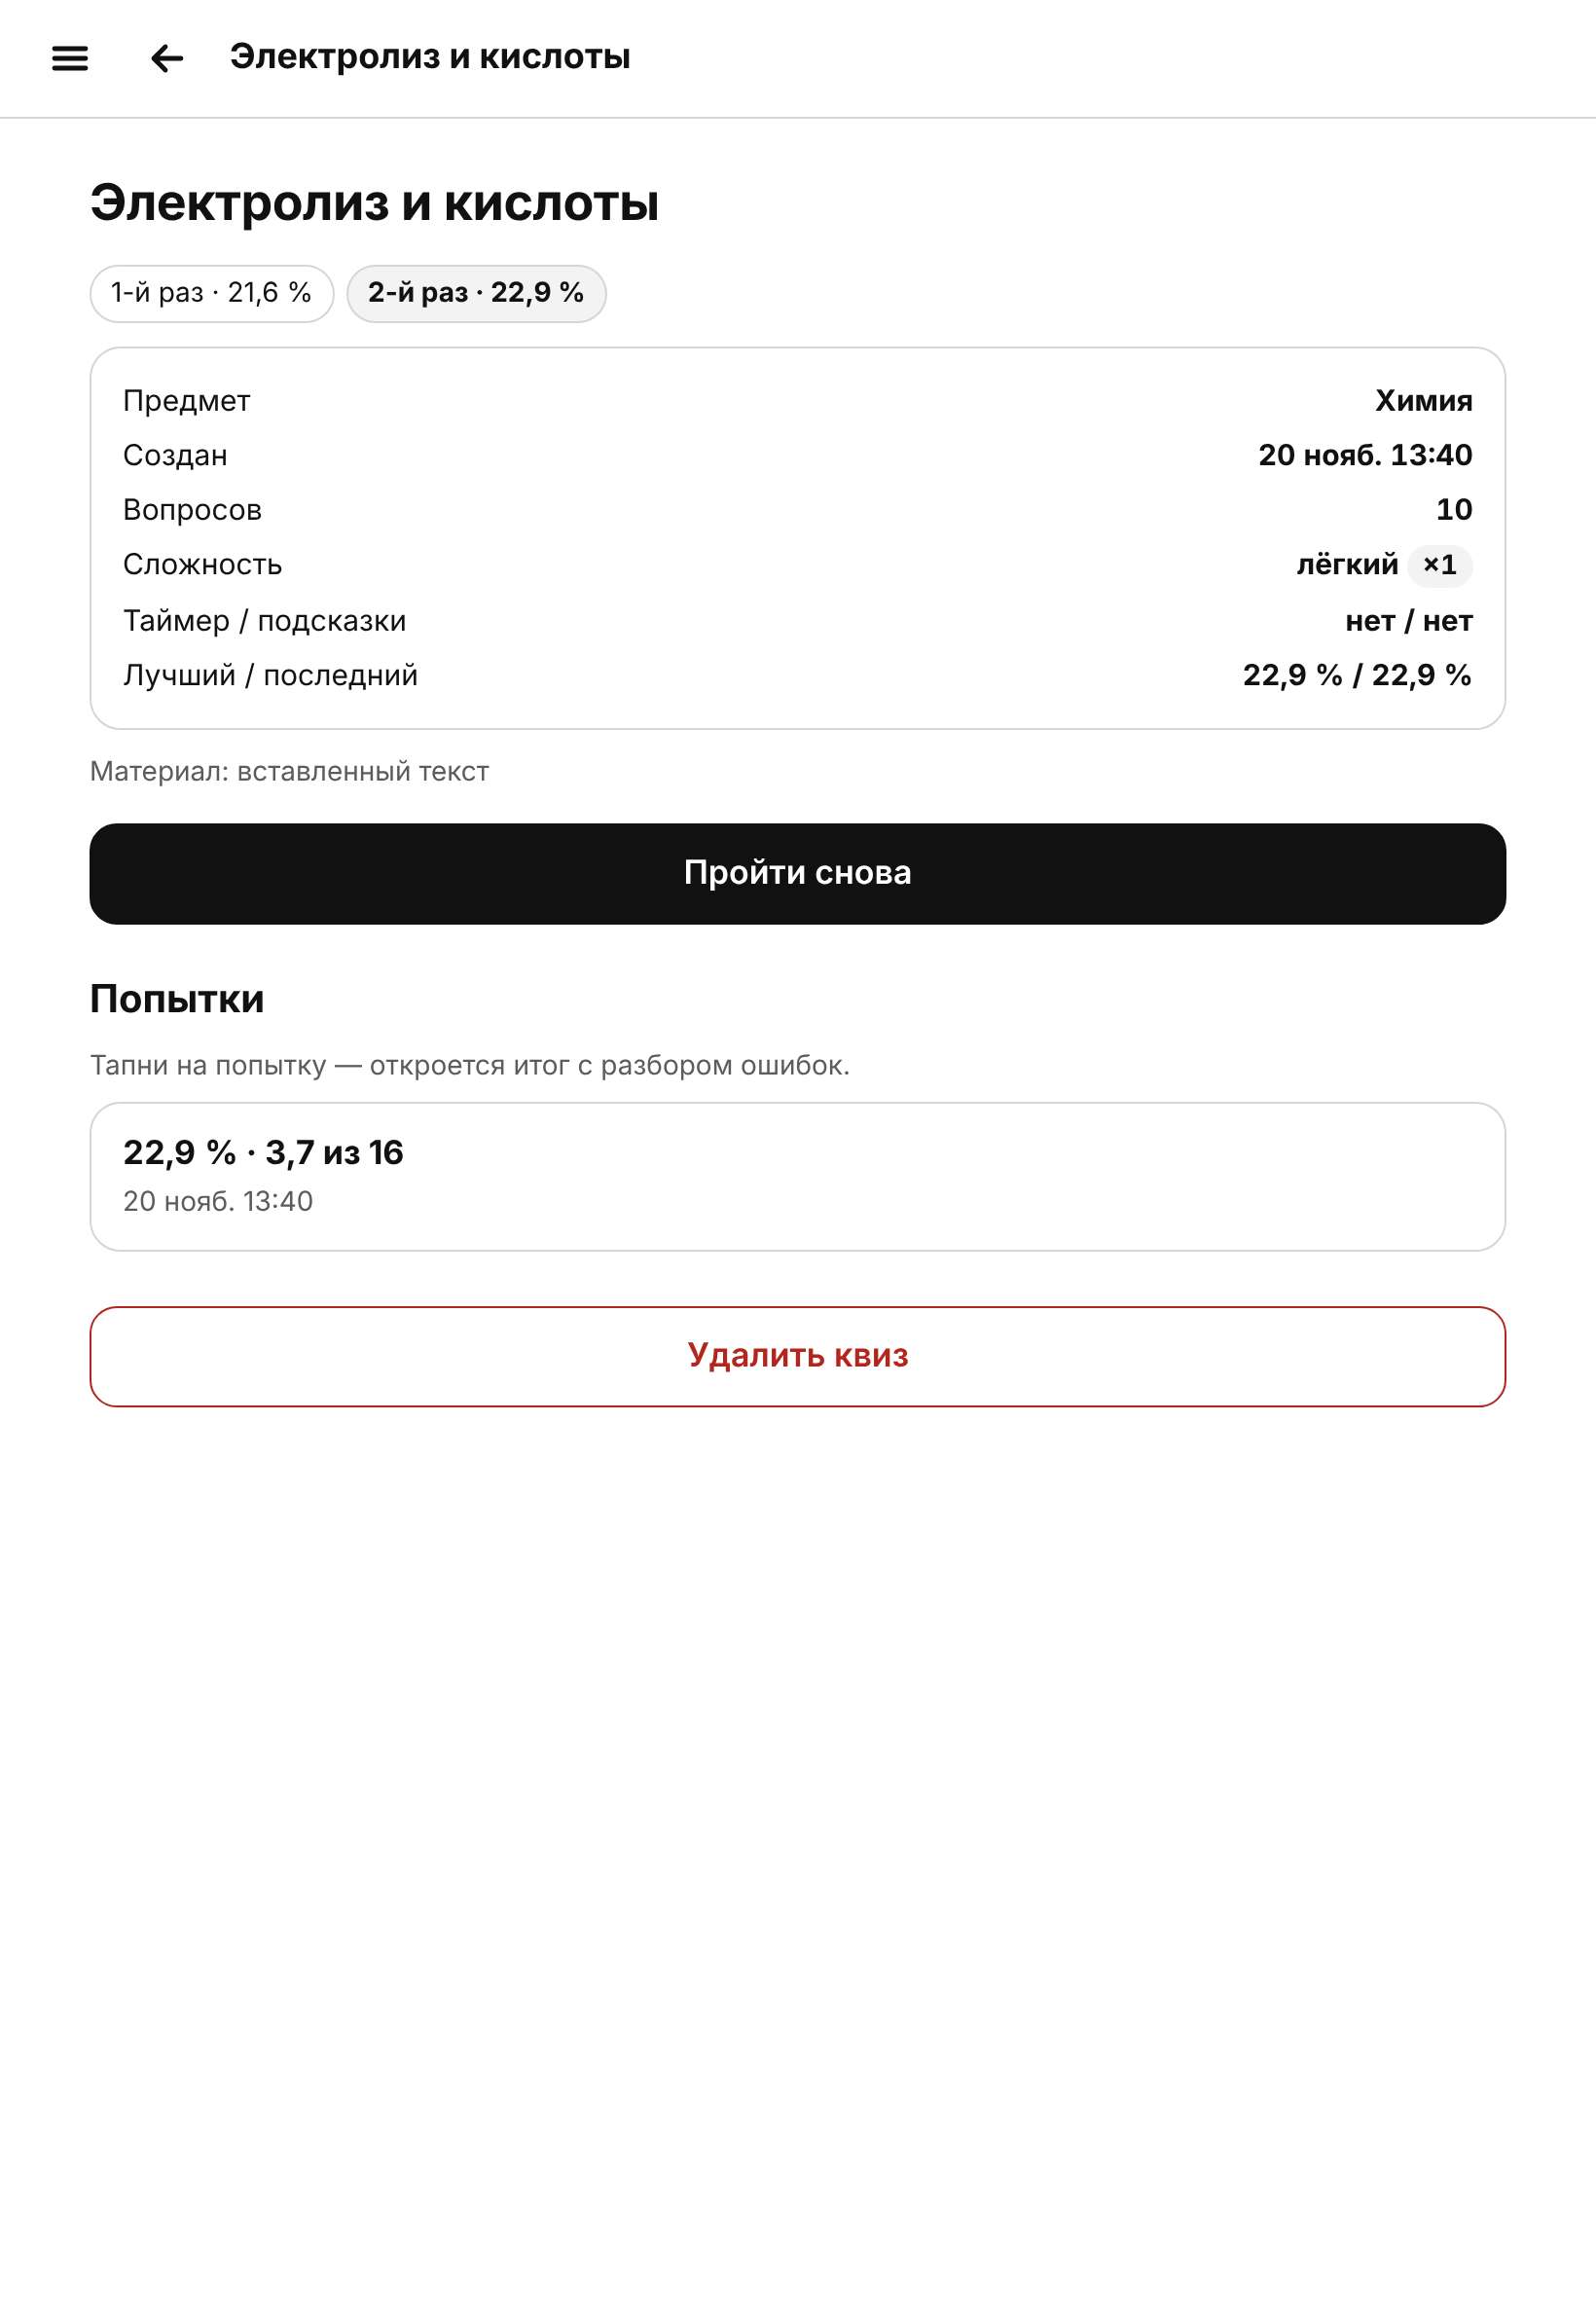 Электролиз и кислоты
Электролиз и кислоты
1-й раз · 21,6 % 2-й раз · 22,9 %
Предмет Химия
Создан 20 нояб. 13:40
Вопросов 10
Сложность лёгкий ×1
Таймер / подсказки нет / нет
Лучший / последний 22,9 % / 22,9 %
Материал: вставленный текст
Пройти снова
Попытки
Тапни на попытку — откроется итог с разбором ошибок.
22,9 % · 3,7 из 16
20 нояб. 13:40
Удалить квиз